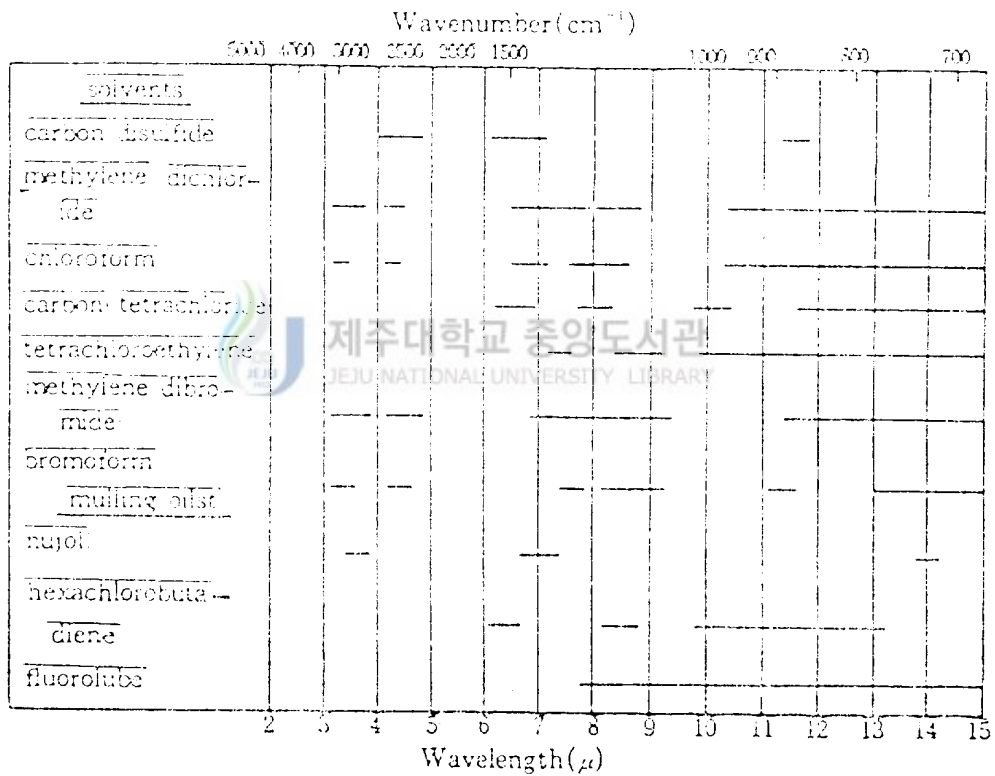 Wavenumber(cm⁻¹)
5000 4000 3000 2500 2000 1500 1000 900 800 700
solvents
carbon disulfide
methylene dichlor-
ide
chloroform
carbon tetrachloride
tetrachloroethylene
methylene dibro-
mide
bromoform
mulling oils†
nujol
hexachlorobuta-
diene
fluorolube
2 3 4 5 6 7 8 9 10 11 12 13 14 15
Wavelength(μ)
제주대학교 중앙도서관
JEJU NATIONAL UNIVERSITY LIBRARY
JEJU